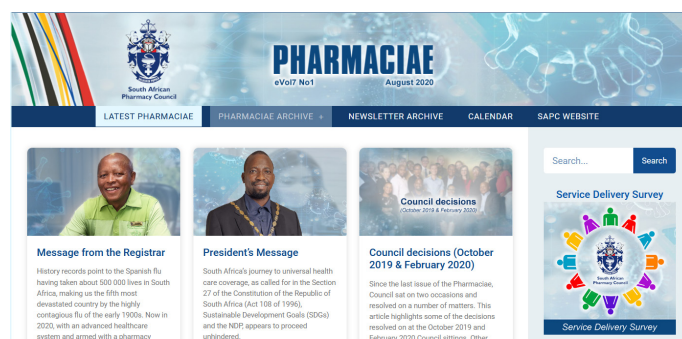 South African
Pharmacy Council
PHARMACIAE
eVol7 No1 August 2020
LATEST PHARMACIAE PHARMACIAE ARCHIVE + NEWSLETTER ARCHIVE CALENDAR SAPC WEBSITE
Message from the Registrar
History records point to the Spanish flu
having taken about 500 000 lives in South
Africa, making us the fifth most
devastated country by the highly
contagious flu of the early 1900s. Now in
2020, with an advanced healthcare
system and armed with a pharmacy
President's Message
South Africa's journey to universal health
care coverage, as called for in the Section
27 of the Constitution of the Republic of
South Africa (Act 108 of 1996),
Sustainable Development Goals (SDGs)
and the NDP, appears to proceed
unhindered.
Council decisions
(October 2019 & February 2020)
Council decisions (October
2019 & February 2020)
Since the last issue of the Pharmaciae,
Council sat on two occasions and
resolved on a number of matters. This
article highlights some of the decisions
resolved on at the October 2019 and
February 2020 Council sittings. Other
Search... Search
Service Delivery Survey
South African
Pharmacy Council
Service Delivery Survey